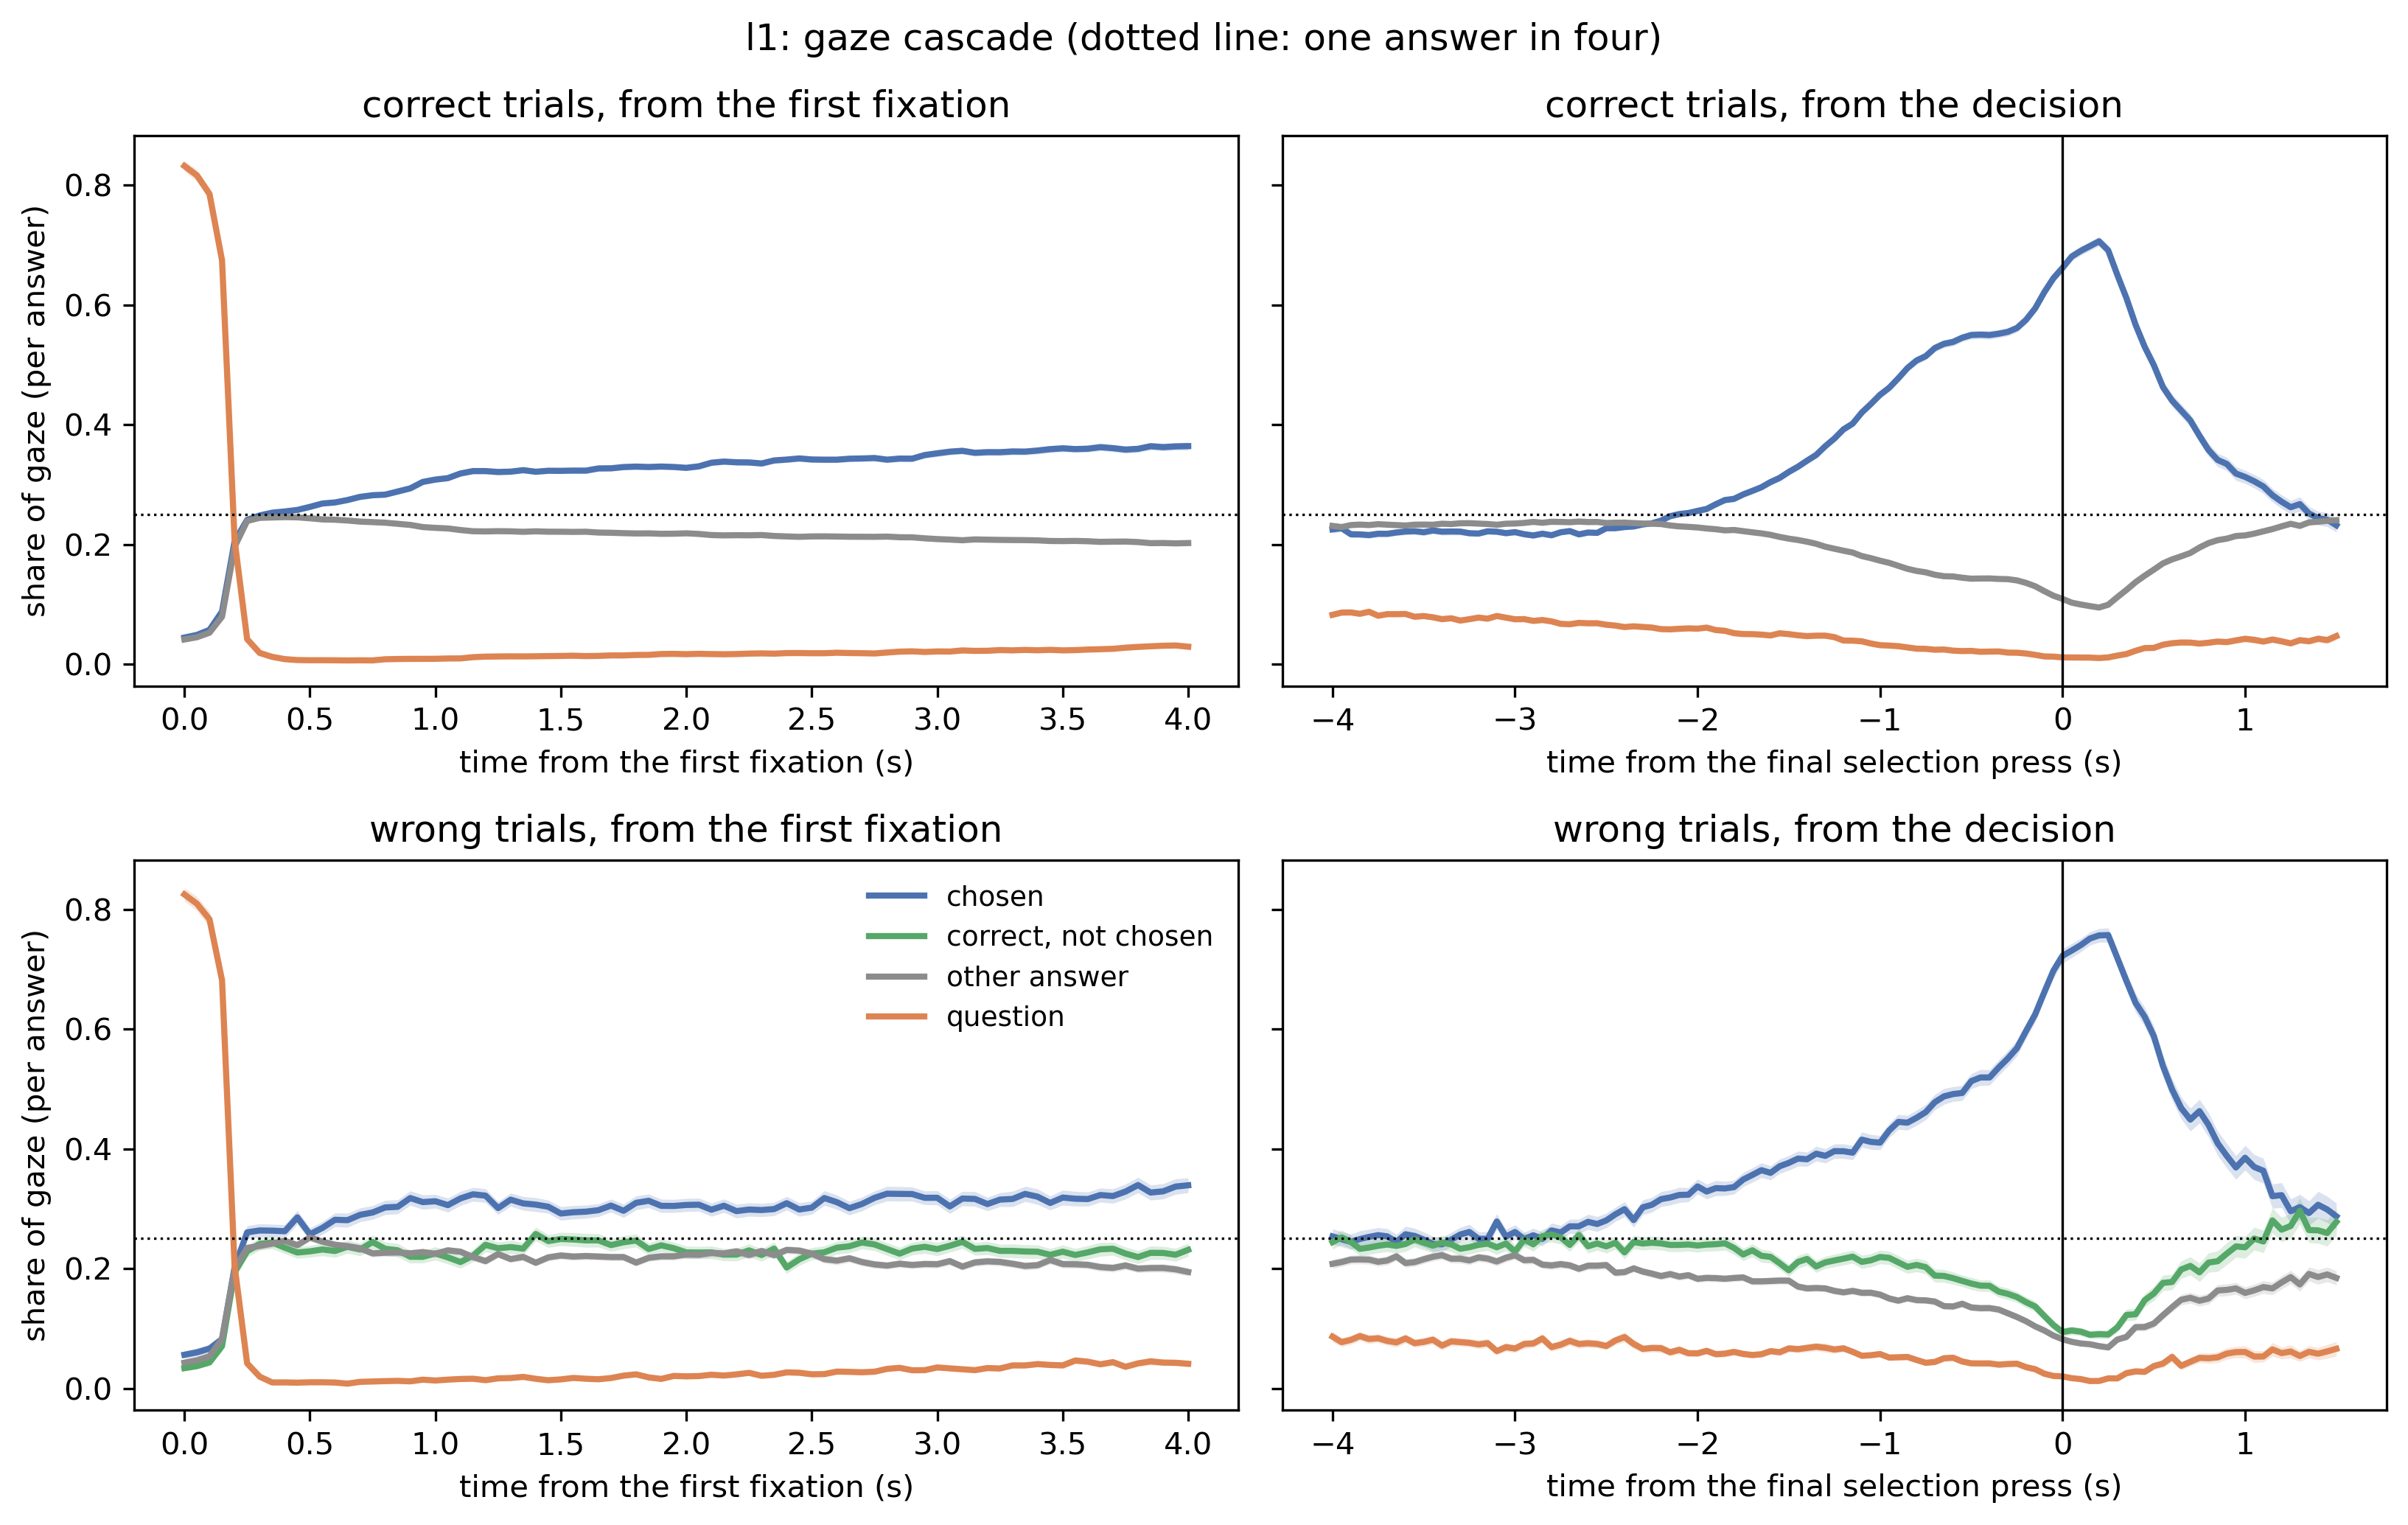 l1: gaze cascade (dotted line: one answer in four)
correct trials, from the first fixation
correct trials, from the decision
share of gaze (per answer)
0.8
0.6
0.4
0.2
0.0
0.0 0.5 1.0 1.5 2.0 2.5 3.0 3.5 4.0
−4 −3 −2 −1 0 1
time from the first fixation (s)
time from the final selection press (s)
wrong trials, from the first fixation
wrong trials, from the decision
share of gaze (per answer)
0.8
0.6
0.4
0.2
0.0
chosen
correct, not chosen
other answer
question
0.0 0.5 1.0 1.5 2.0 2.5 3.0 3.5 4.0
−4 −3 −2 −1 0 1
time from the first fixation (s)
time from the final selection press (s)